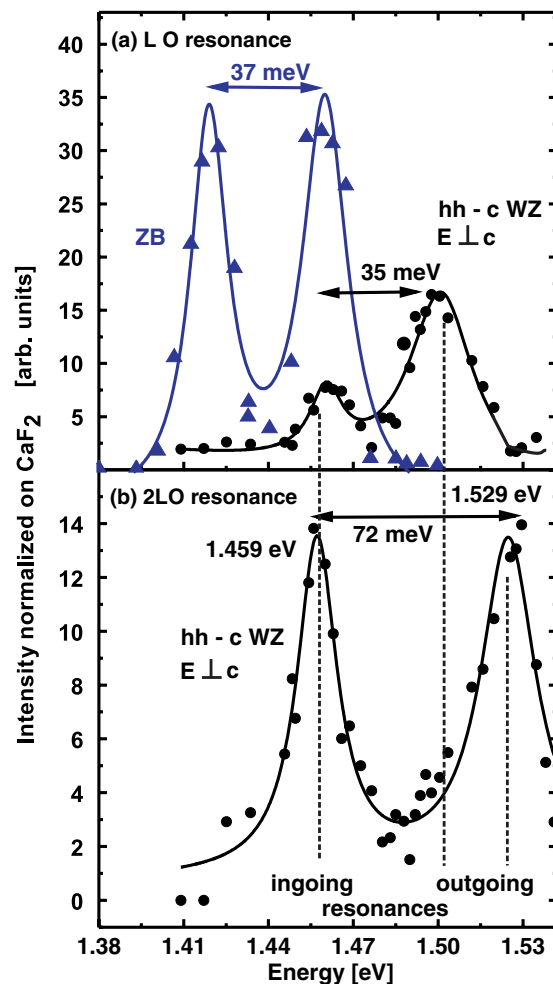 (a) L O resonance
37 meV
ZB
hh - c WZ
E ⊥ c
35 meV
40
35
30
25
20
15
10
5
Intensity normalized on CaF2 [arb. units]
(b) 2LO resonance
1.529 eV
1.459 eV
72 meV
hh - c WZ
E ⊥ c
14
12
10
8
6
4
2
0
ingoing
outgoing
resonances
1.38
1.41
1.44
1.47
1.50
1.53
Energy [eV]